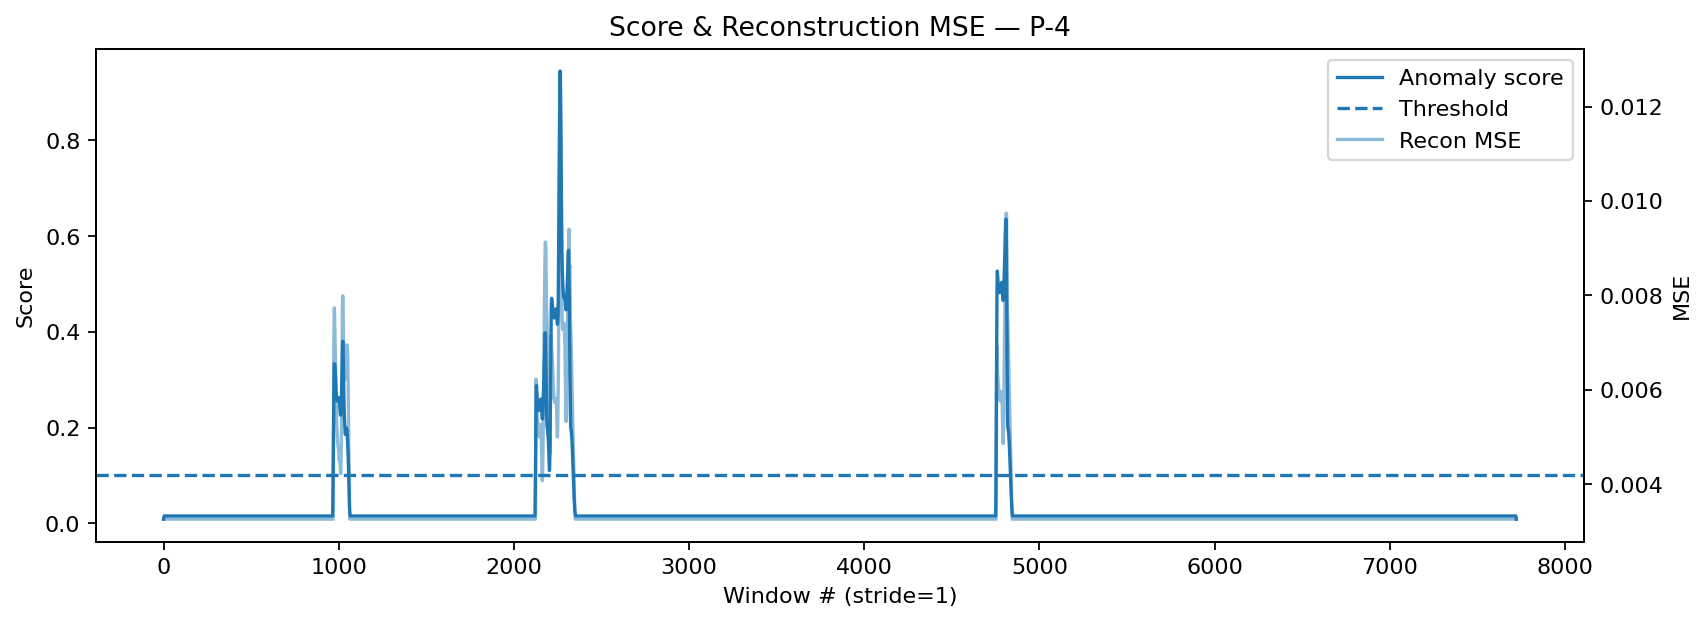 Score & Reconstruction MSE — P-4
Anomaly score
Threshold
Recon MSE
Score
0.8
0.6
0.4
0.2
0.0
MSE
0.012
0.010
0.008
0.006
0.004
0 1000 2000 3000 4000 5000 6000 7000 8000
Window # (stride=1)